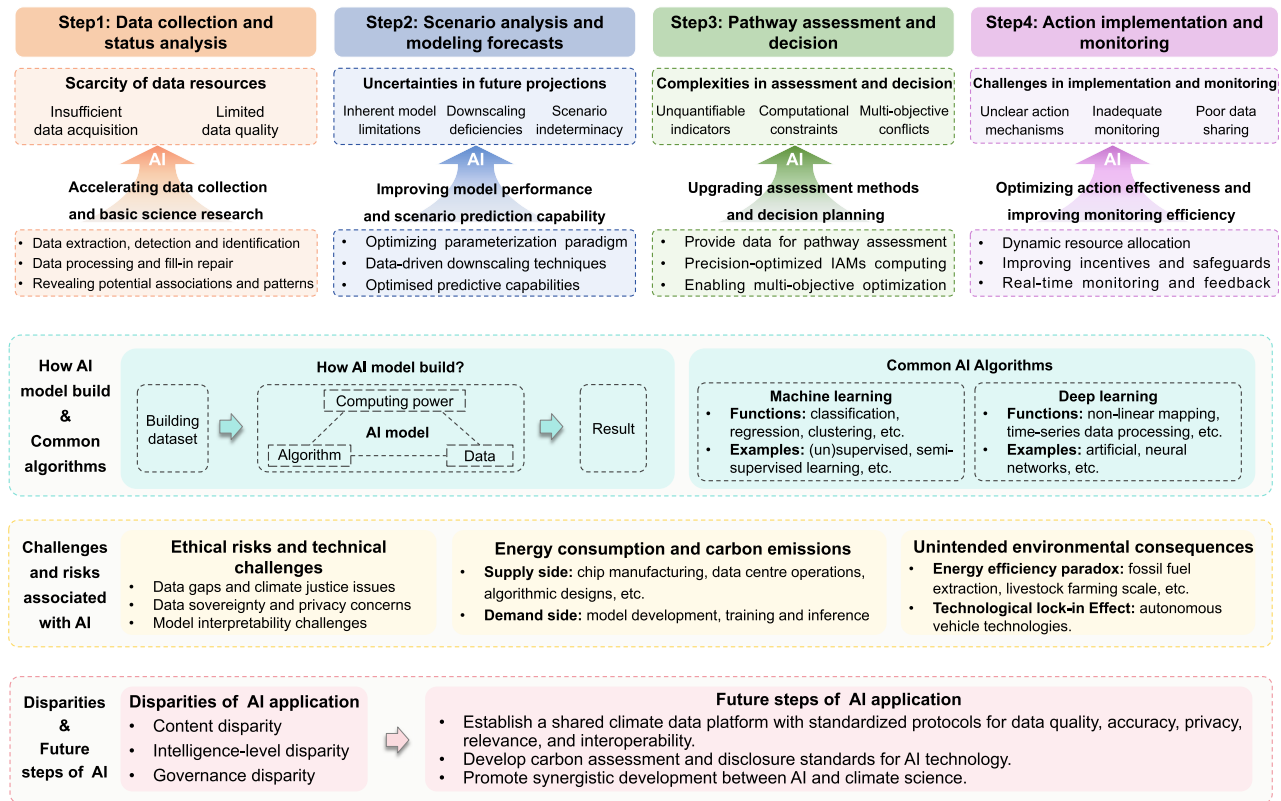 Step1: Data collection and
status analysis
Scarcity of data resources
Insufficient
data acquisition
Limited
data quality
AI
Accelerating data collection
and basic science research
• Data extraction, detection and identification
• Data processing and fill-in repair
• Revealing potential associations and patterns
Step2: Scenario analysis and
modeling forecasts
Uncertainties in future projections
Inherent model
limitations
Downscaling
deficiencies
Scenario
indeterminacy
AI
Improving model performance
and scenario prediction capability
• Optimizing parameterization paradigm
• Data-driven downscaling techniques
• Optimised predictive capabilities
Step3: Pathway assessment and
decision
Complexities in assessment and decision
Unquantifiable
indicators
Computational
constraints
Multi-objective
conflicts
AI
Upgrading assessment methods
and decision planning
• Provide data for pathway assessment
• Precision-optimized IAMs computing
• Enabling multi-objective optimization
Step4: Action implementation and
monitoring
Challenges in implementation and monitoring
Unclear action
mechanisms
Inadequate
monitoring
Poor data
sharing
AI
Optimizing action effectiveness and
improving monitoring efficiency
• Dynamic resource allocation
• Improving incentives and safeguards
• Real-time monitoring and feedback
How AI
model build
&
Common
algorithms
How AI model build?
Building
dataset
Computing power
AI model
Algorithm
Data
Result
Common AI Algorithms
Machine learning
• Functions: classification,
regression, clustering, etc.
• Examples: (un)supervised, semi-
supervised learning, etc.
Deep learning
• Functions: non-linear mapping,
time-series data processing, etc.
• Examples: artificial, neural
networks, etc.
Challenges
and risks
associated
with AI
Ethical risks and technical
challenges
• Data gaps and climate justice issues
• Data sovereignty and privacy concerns
• Model interpretability challenges
Energy consumption and carbon emissions
• Supply side: chip manufacturing, data centre operations,
algorithmic designs, etc.
• Demand side: model development, training and inference
Unintended environmental consequences
• Energy efficiency paradox: fossil fuel
extraction, livestock farming scale, etc.
• Technological lock-in Effect: autonomous
vehicle technologies.
Disparities
&
Future
steps of AI
Disparities of AI application
• Content disparity
• Intelligence-level disparity
• Governance disparity
Future steps of AI application
• Establish a shared climate data platform with standardized protocols for data quality, accuracy, privacy,
relevance, and interoperability.
• Develop carbon assessment and disclosure standards for AI technology.
• Promote synergistic development between AI and climate science.